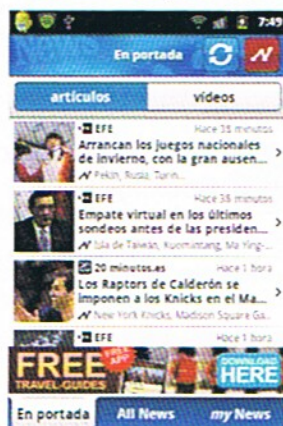 7:49
En portada
artículos
vídeos
EFE
Hace 38 minutos
Arrancan los juegos nacionales
de invierno, con la gran ausen...
Pekín, Rusia, Turín...
EFE
Hace 38 minutos
Empate virtual en los últimos
sondeos antes de las presiden...
Isla de Taiwán, Kuomintang, Ma Ying-...
20 minutos.es
Hace 1 hora
Los Raptors de Calderón se
imponen a los Knicks en el Ma...
New York Knicks, Madison Square Ga...
EFE
Hace 1 hora
FREE
TRAVEL-GUIDES
FREE
APP
DOWNLOAD
HERE
En portada
All News
my News